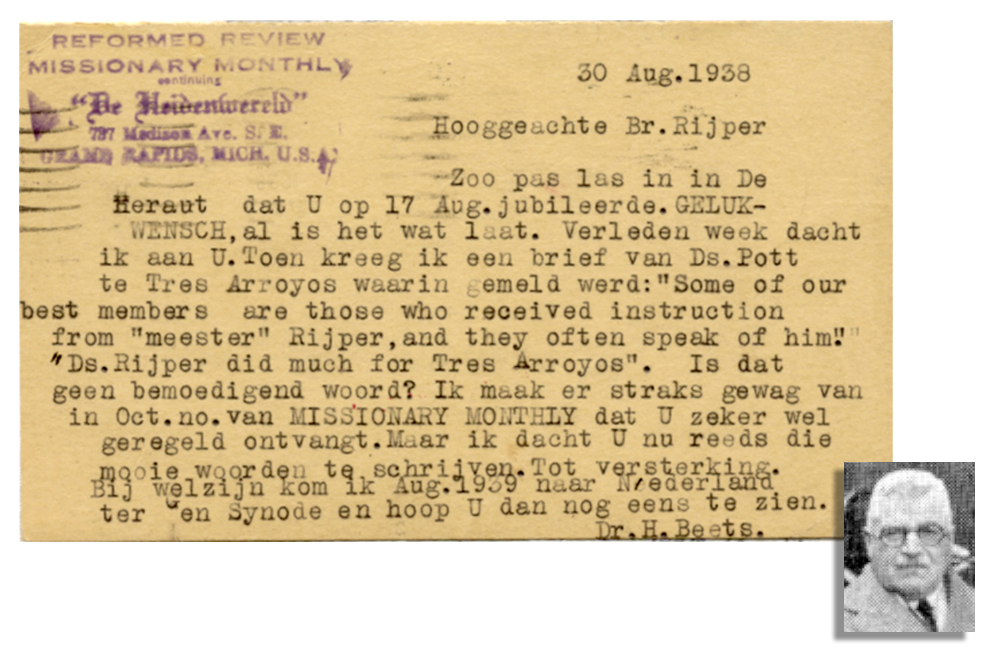 REFORMED REVIEW
MISSIONARY MONTHLY
continuing
"De Heidenwereld"
737 Madison Ave. S. E.
GRAND RAPIDS, MICH. U.S.A.
30 Aug.1938
Hooggeachte Br.Rijper
Zoo pas las in in De
Heraut dat U op 17 Aug.jubileerde.GELUK-
WENSCH,al is het wat laat. Verleden week dacht
ik aan U.Toen kreeg ik een brief van Ds.Pott
te Tres Arroyos waarin gemeld werd:"Some of our
best members are those who received instruction
from "meester" Rijper,and they often speak of him"."
"Ds.Rijper did much for Tres Arroyos". Is dat
geen bemoedigend woord? Ik maak er straks gewag van
in Oct.no.van MISSIONARY MONTHLY dat U zeker wel
geregeld ontvangt.Maar ik dacht U nu reeds die
mooie woorden te schrijven.Tot versterking.
Bij welzijn kom ik Aug.1939 naar Nederland
ter Gen Synode en hoop U dan nog eens te zien.
Dr.H.Beets.